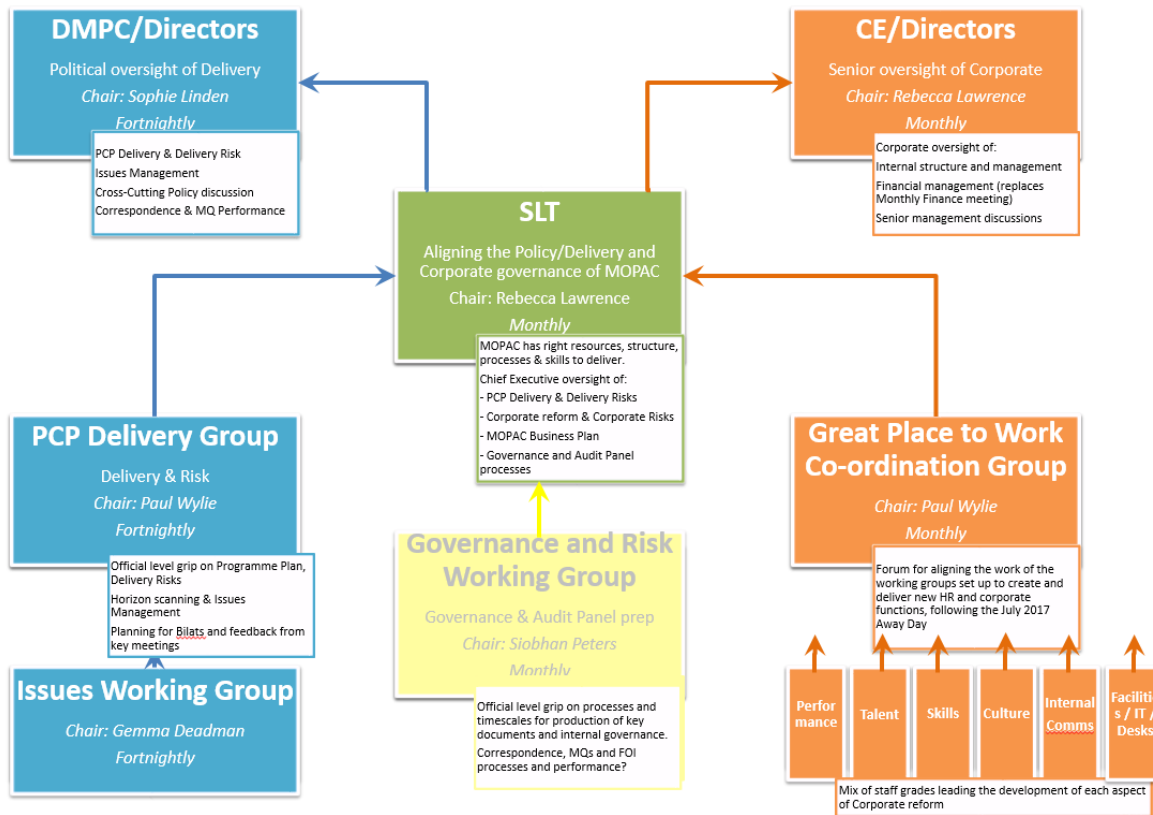 DMPC/Directors
Political oversight of Delivery
Chair: Sophie Linden
Fortnightly
PCP Delivery & Delivery Risk
Issues Management
Cross-Cutting Policy discussion
Correspondence & MQ Performance
CE/Directors
Senior oversight of Corporate
Chair: Rebecca Lawrence
Monthly
Corporate oversight of:
Internal structure and management
Financial management (replaces
Monthly Finance meeting)
Senior management discussions
SLT
Aligning the Policy/Delivery and
Corporate governance of MOPAC
Chair: Rebecca Lawrence
Monthly
MOPAC has right resources, structure,
processes & skills to deliver.
Chief Executive oversight of:
- PCP Delivery & Delivery Risks
- Corporate reform & Corporate Risks
- MOPAC Business Plan
- Governance and Audit Panel
processes
PCP Delivery Group
Delivery & Risk
Chair: Paul Wylie
Fortnightly
Official level grip on Programme Plan,
Delivery Risks
Horizon scanning & Issues
Management
Planning for Bilats and feedback from
key meetings
Issues Working Group
Chair: Gemma Deadman
Fortnightly
Governance and Risk
Working Group
Governance & Audit Panel prep
Chair: Siobhan Peters
Monthly
Official level grip on processes and
timescales for production of key
documents and internal governance.
Correspondence, MQs and FOI
processes and performance?
Great Place to Work
Co-ordination Group
Chair: Paul Wylie
Monthly
Forum for aligning the work of the
working groups set up to create and
deliver new HR and corporate
functions, following the July 2017
Away Day
Perfor
mance
Talent
Skills
Culture
Internal
Comms
Facilitie
s / IT /
Desks
Mix of staff grades leading the development of each aspect
of Corporate reform